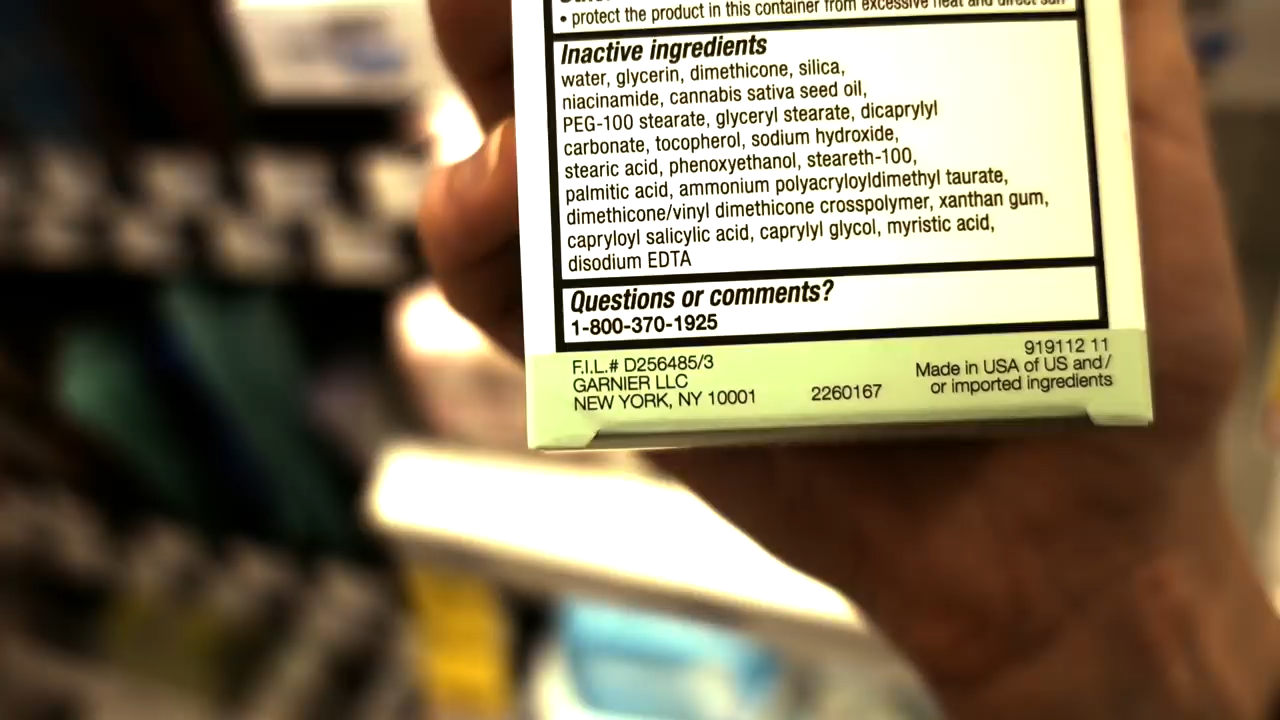 • protect the product in this container from excessive heat and direct sun
Inactive ingredients
water, glycerin, dimethicone, silica,
niacinamide, cannabis sativa seed oil,
PEG-100 stearate, glyceryl stearate, dicaprylyl
carbonate, tocopherol, sodium hydroxide,
stearic acid, phenoxyethanol, steareth-100,
palmitic acid, ammonium polyacryloyldimethyl taurate,
dimethicone/vinyl dimethicone crosspolymer, xanthan gum,
capryloyl salicylic acid, caprylyl glycol, myristic acid,
disodium EDTA
Questions or comments?
1-800-370-1925
F.I.L.# D256485/3
GARNIER LLC
NEW YORK, NY 10001
2260167
919112 11
Made in USA of US and/
or imported ingredients